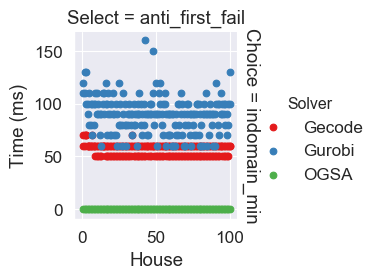 Select = anti_first_fail
Choice = indomain_min
Time (ms)
150
100
50
0
0
50
100
House
Solver
Gecode
Gurobi
OGSA